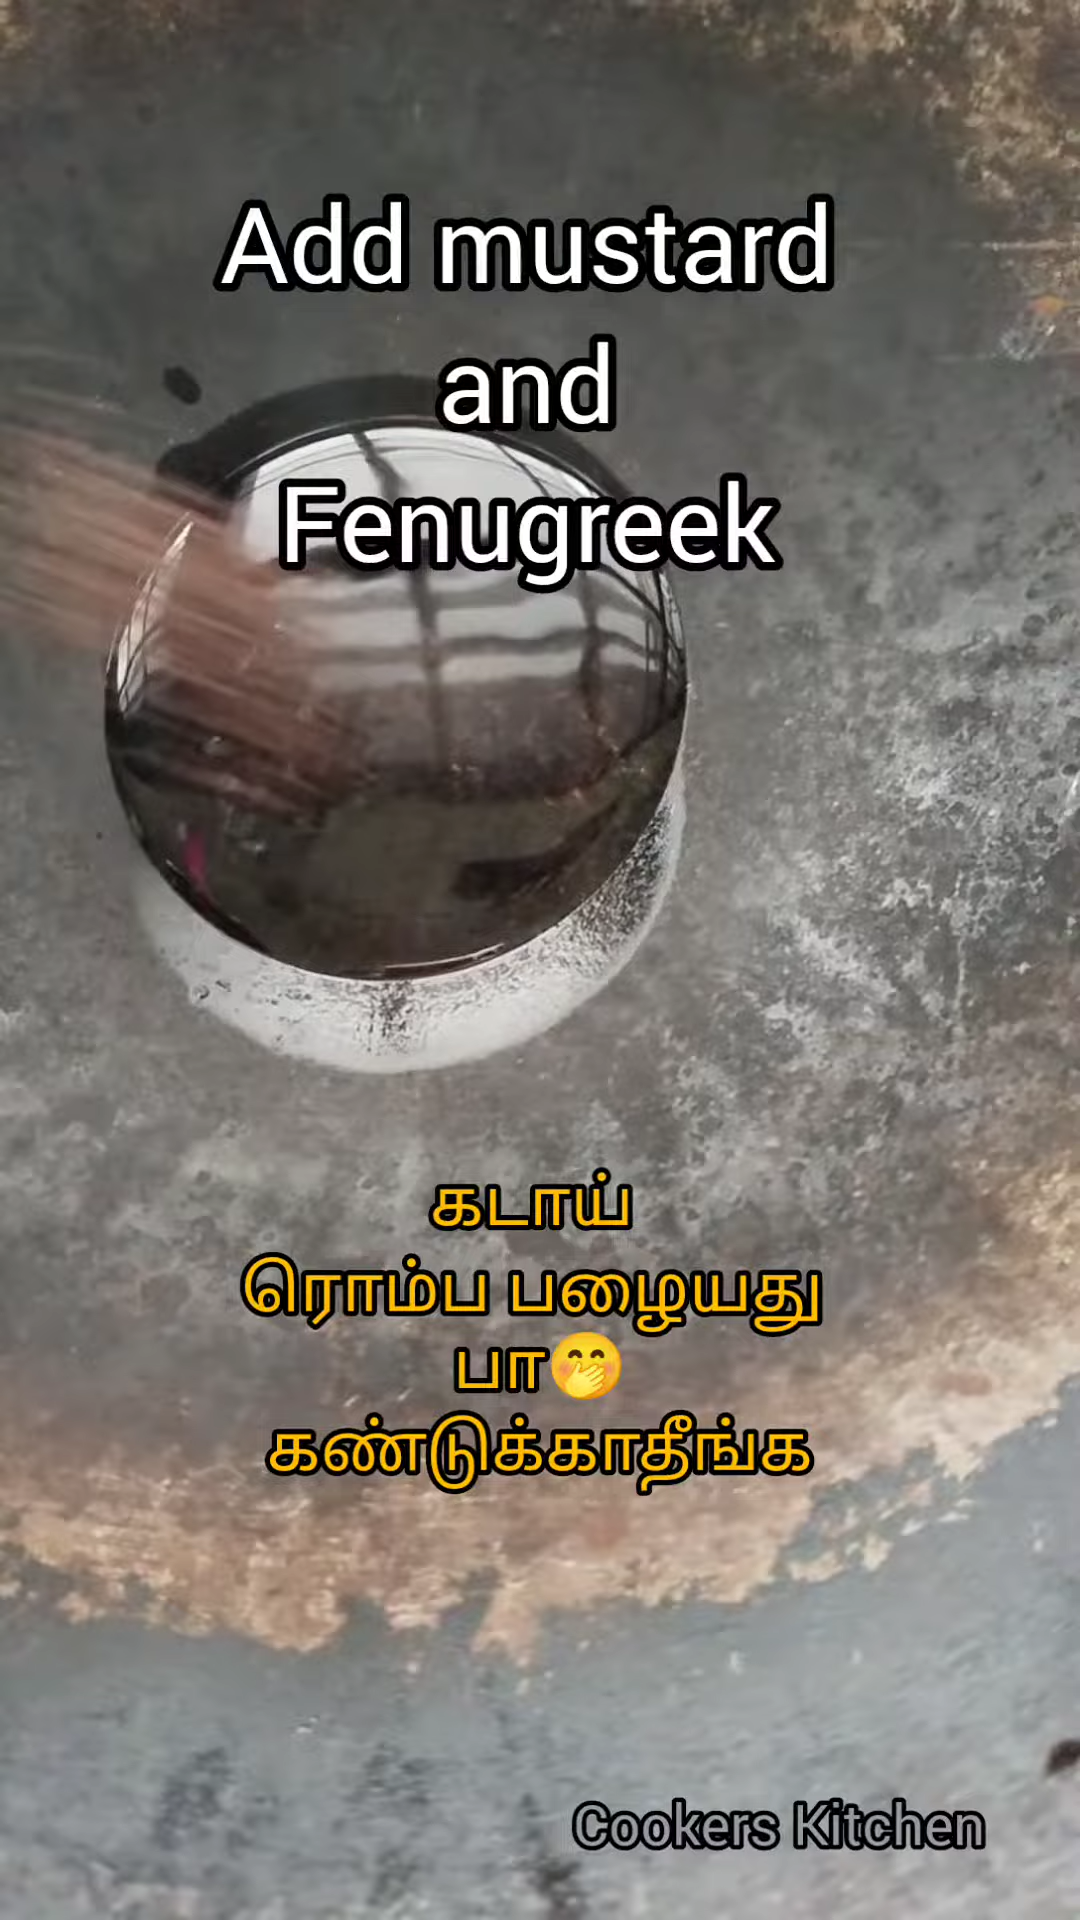 Add mustard
and
Fenugreek
கடாய்
ரொம்ப பழையது
பா🤭
கண்டுக்காதீங்க
Cookers Kitchen